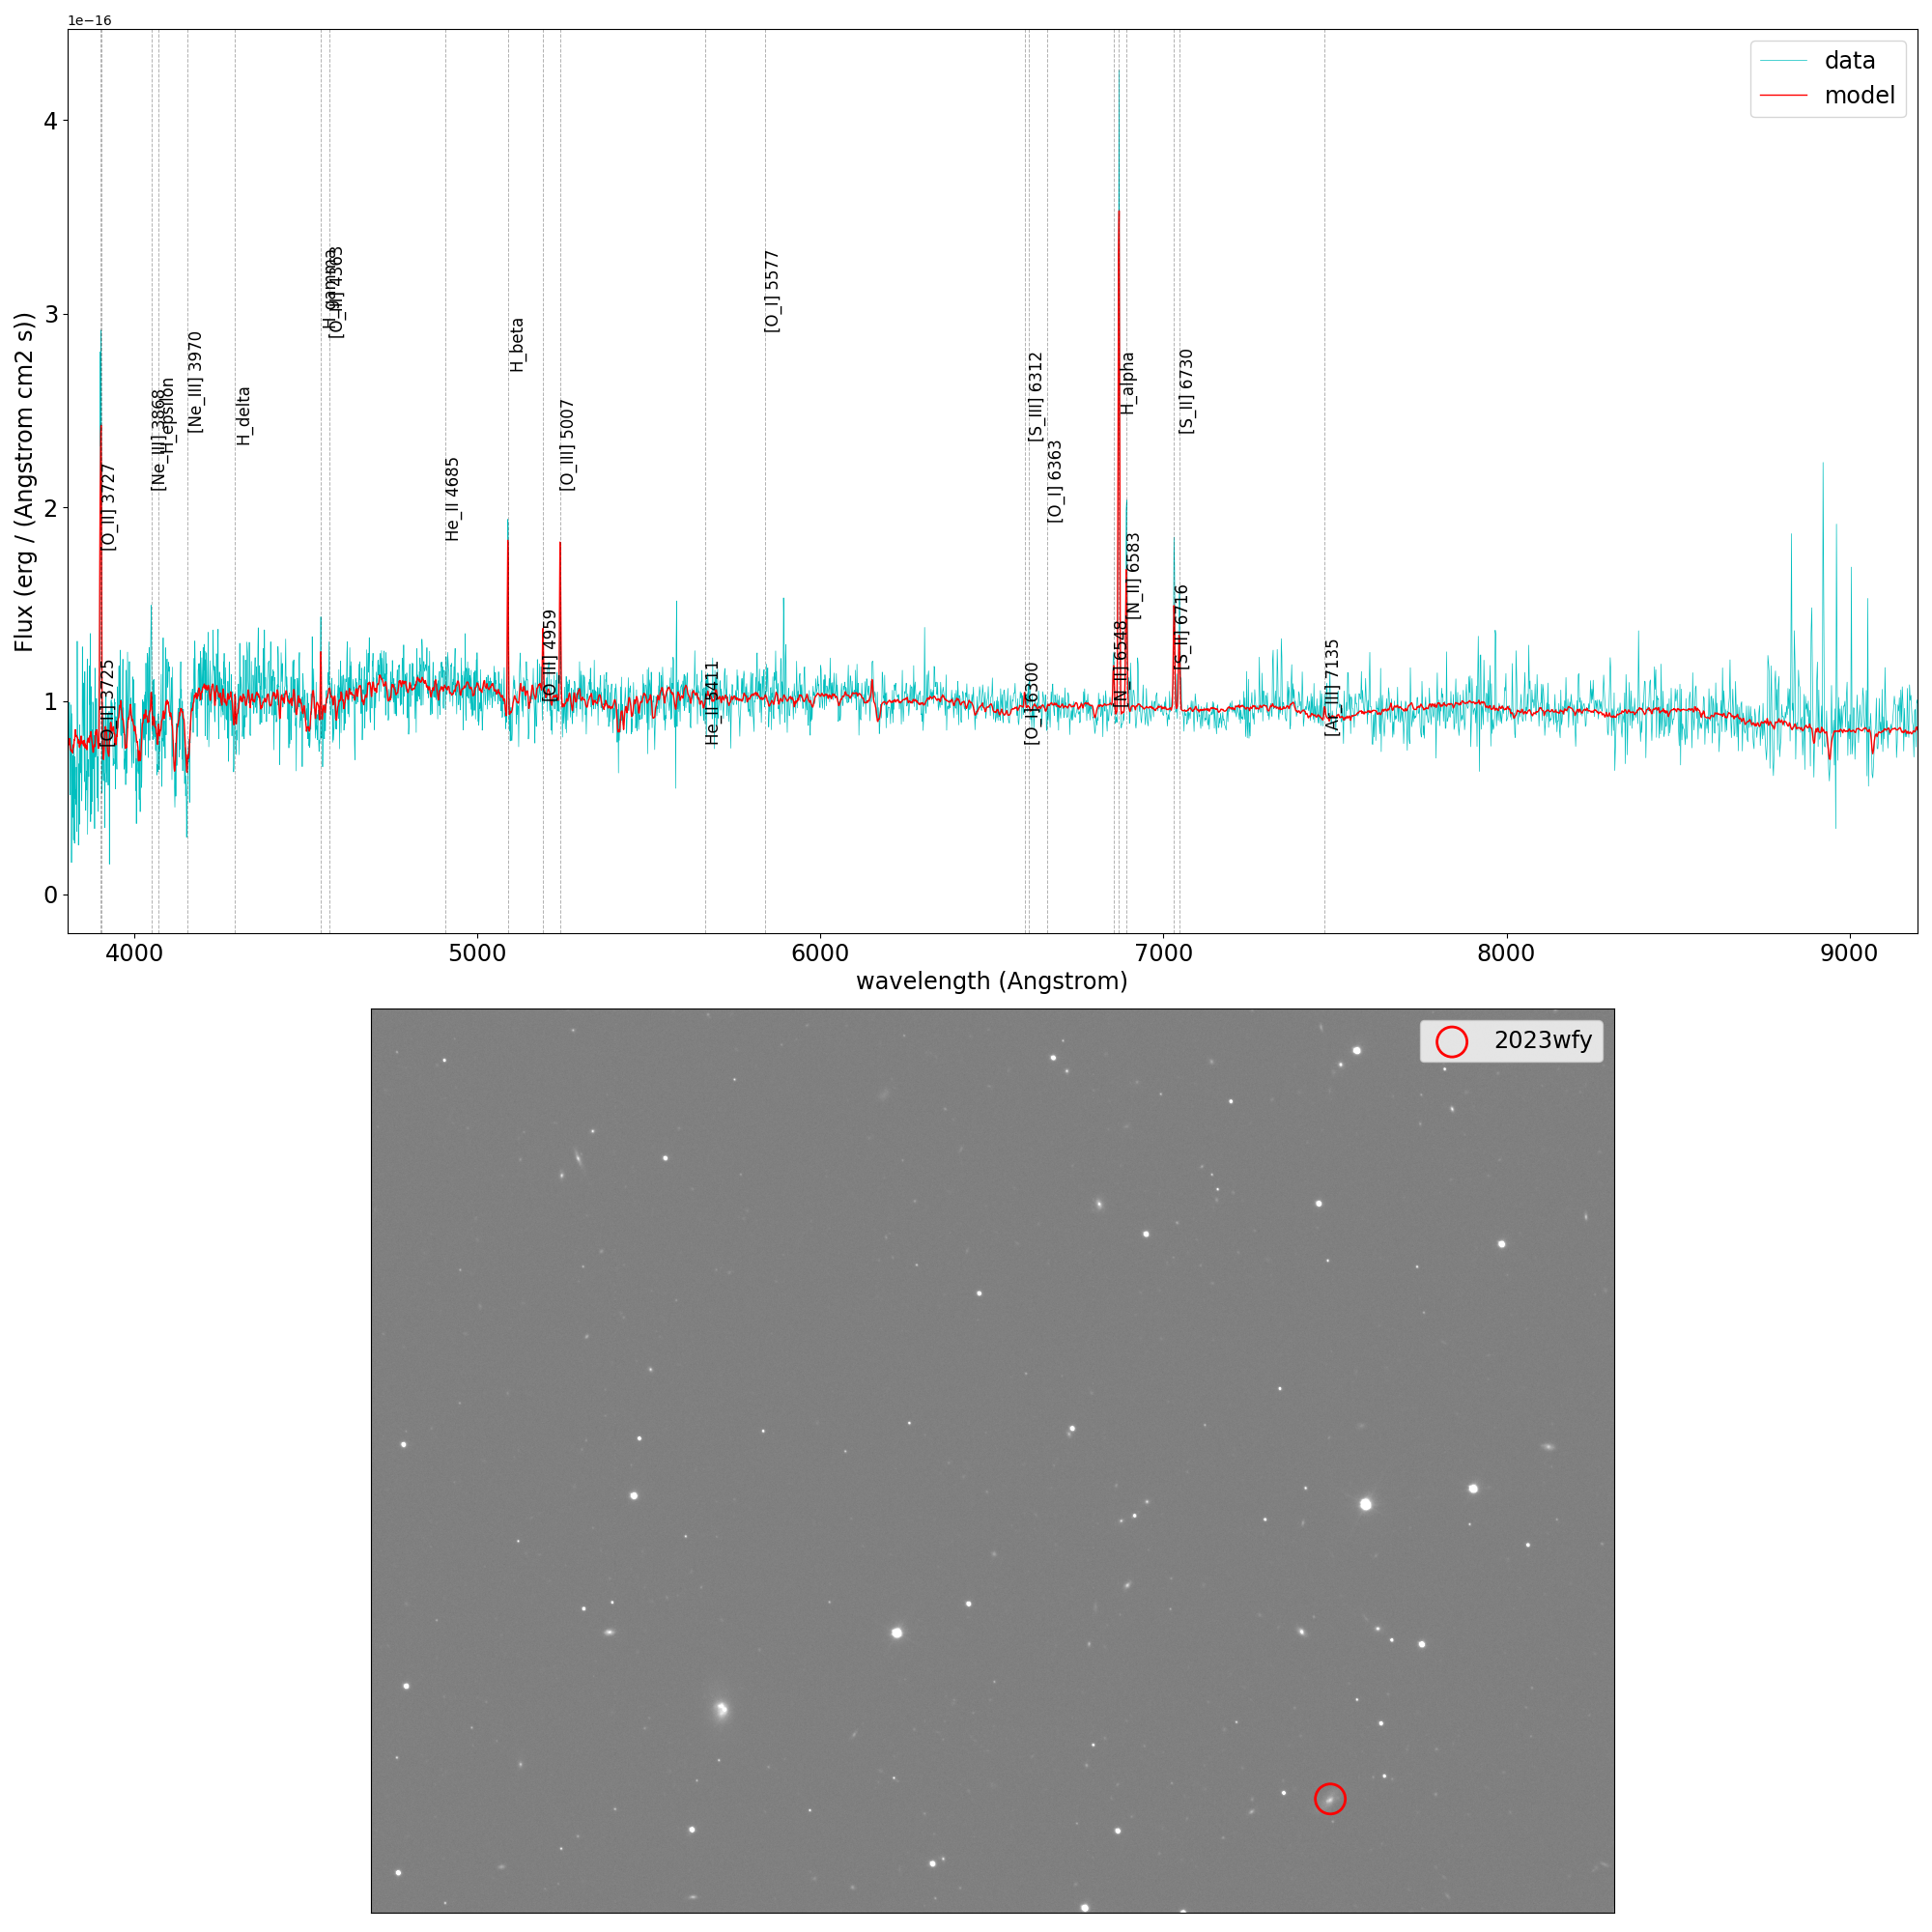 1e−16
data
model
Flux (erg / (Angstrom cm2 s))
4
3
2
1
0
[O_II] 3725
[O_II] 3727
[Ne_III] 3868
H_epsilon
[Ne_III] 3970
H_delta
H_gamma
[O_III] 4363
He_II 4685
H_beta
[O_III] 4959
[O_III] 5007
He_II 5411
[O_I] 5577
[O_I] 6300
[S_III] 6312
[O_I] 6363
[N_II] 6548
H_alpha
[N_II] 6583
[S_II] 6716
[S_II] 6730
[Ar_III] 7135
4000 5000 6000 7000 8000 9000
wavelength (Angstrom)
2023wfy